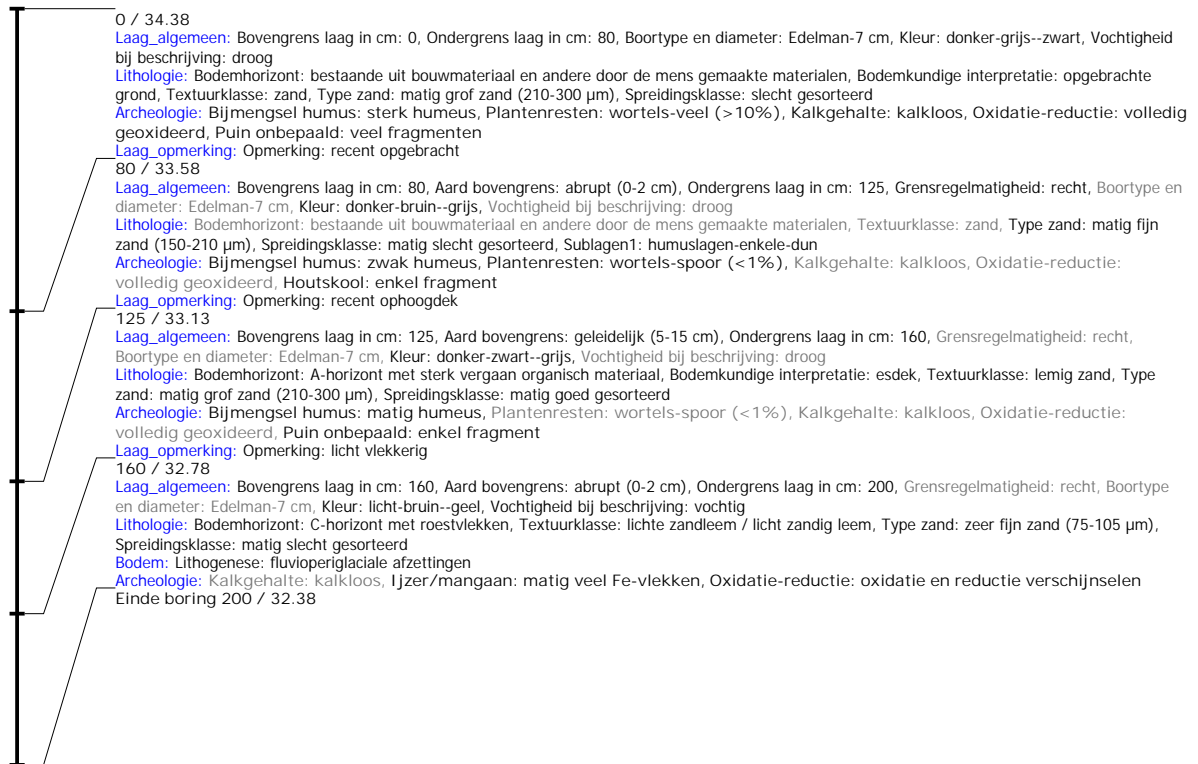 0 / 34.38
Laag_algemeen: Bovengrens laag in cm: 0, Ondergrens laag in cm: 80, Boortype en diameter: Edelman-7 cm, Kleur: donker-grijs--zwart, Vochtigheid
bij beschrijving: droog
Lithologie: Bodemhorizont: bestaande uit bouwmateriaal en andere door de mens gemaakte materialen, Bodemkundige interpretatie: opgebrachte
grond, Textuurklasse: zand, Type zand: matig grof zand (210-300 µm), Spreidingsklasse: slecht gesorteerd
Archeologie: Bijmengsel humus: sterk humeus, Plantenresten: wortels-veel (>10%), Kalkgehalte: kalkloos, Oxidatie-reductie: volledig
geoxideerd, Puin onbepaald: veel fragmenten
Laag_opmerking: Opmerking: recent opgebracht
80 / 33.58
Laag_algemeen: Bovengrens laag in cm: 80, Aard bovengrens: abrupt (0-2 cm), Ondergrens laag in cm: 125, Grensregelmatigheid: recht, Boortype en
diameter: Edelman-7 cm, Kleur: donker-bruin--grijs, Vochtigheid bij beschrijving: droog
Lithologie: Bodemhorizont: bestaande uit bouwmateriaal en andere door de mens gemaakte materialen, Textuurklasse: zand, Type zand: matig fijn
zand (150-210 µm), Spreidingsklasse: matig slecht gesorteerd, Sublagen1: humuslagen-enkele-dun
Archeologie: Bijmengsel humus: zwak humeus, Plantenresten: wortels-spoor (<1%), Kalkgehalte: kalkloos, Oxidatie-reductie:
volledig geoxideerd, Houtskool: enkel fragment
Laag_opmerking: Opmerking: recent ophoogdek
125 / 33.13
Laag_algemeen: Bovengrens laag in cm: 125, Aard bovengrens: geleidelijk (5-15 cm), Ondergrens laag in cm: 160, Grensregelmatigheid: recht,
Boortype en diameter: Edelman-7 cm, Kleur: donker-zwart--grijs, Vochtigheid bij beschrijving: droog
Lithologie: Bodemhorizont: A-horizont met sterk vergaan organisch materiaal, Bodemkundige interpretatie: esdek, Textuurklasse: lemig zand, Type
zand: matig grof zand (210-300 µm), Spreidingsklasse: matig goed gesorteerd
Archeologie: Bijmengsel humus: matig humeus, Plantenresten: wortels-spoor (<1%), Kalkgehalte: kalkloos, Oxidatie-reductie:
volledig geoxideerd, Puin onbepaald: enkel fragment
Laag_opmerking: Opmerking: licht vlekkerig
160 / 32.78
Laag_algemeen: Bovengrens laag in cm: 160, Aard bovengrens: abrupt (0-2 cm), Ondergrens laag in cm: 200, Grensregelmatigheid: recht, Boortype
en diameter: Edelman-7 cm, Kleur: licht-bruin--geel, Vochtigheid bij beschrijving: vochtig
Lithologie: Bodemhorizont: C-horizont met roestvlekken, Textuurklasse: lichte zandleem / licht zandig leem, Type zand: zeer fijn zand (75-105 µm),
Spreidingsklasse: matig slecht gesorteerd
Bodem: Lithogenese: fluvioperiglaciale afzettingen
Archeologie: Kalkgehalte: kalkloos, Ijzer/mangaan: matig veel Fe-vlekken, Oxidatie-reductie: oxidatie en reductie verschijnselen
Einde boring 200 / 32.38